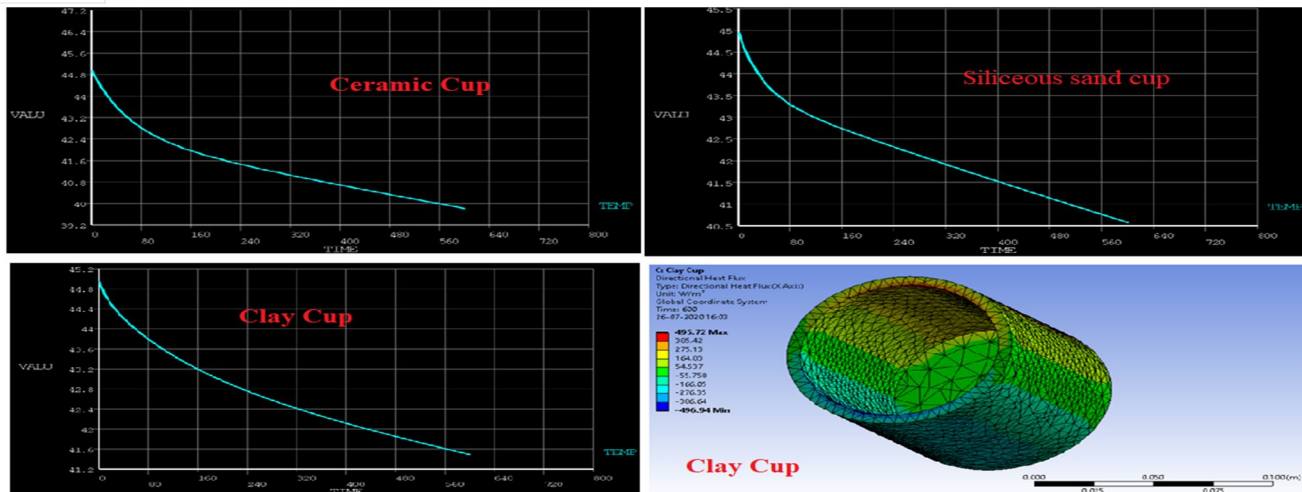 47.2
46.4
45.6
44.8
44
43.2
42.4
41.6
40.8
40
39.2
VALU
Ceramic Cup
TEMP
0 80 160 240 320 400 480 560 640 720 800
TIME
45.5
45
44.5
44
43.5
43
42.5
42
41.5
41
40.5
VALU
Siliceous sand cup
TEMP
0 80 160 240 320 400 480 560 640 720 800
TIME
45.2
44.8
44.4
44
43.6
43.2
42.8
42.4
42
41.6
41.2
VALU
Clay Cup
TEMP
0 80 160 240 320 400 480 560 640 720 800
TIME
Clay Cup
Directional Heat Flux
Type: Directional Heat Flux(X Axis)
Unit: W/m²
Global Coordinate System
Time: 600
26-07-2020 16:03
495.72 Max
385.42
275.13
164.83
54.537
-55.758
-166.05
-276.35
-386.64
-496.94 Min
Clay Cup
0.000 0.050 0.100(m)
0.025 0.075